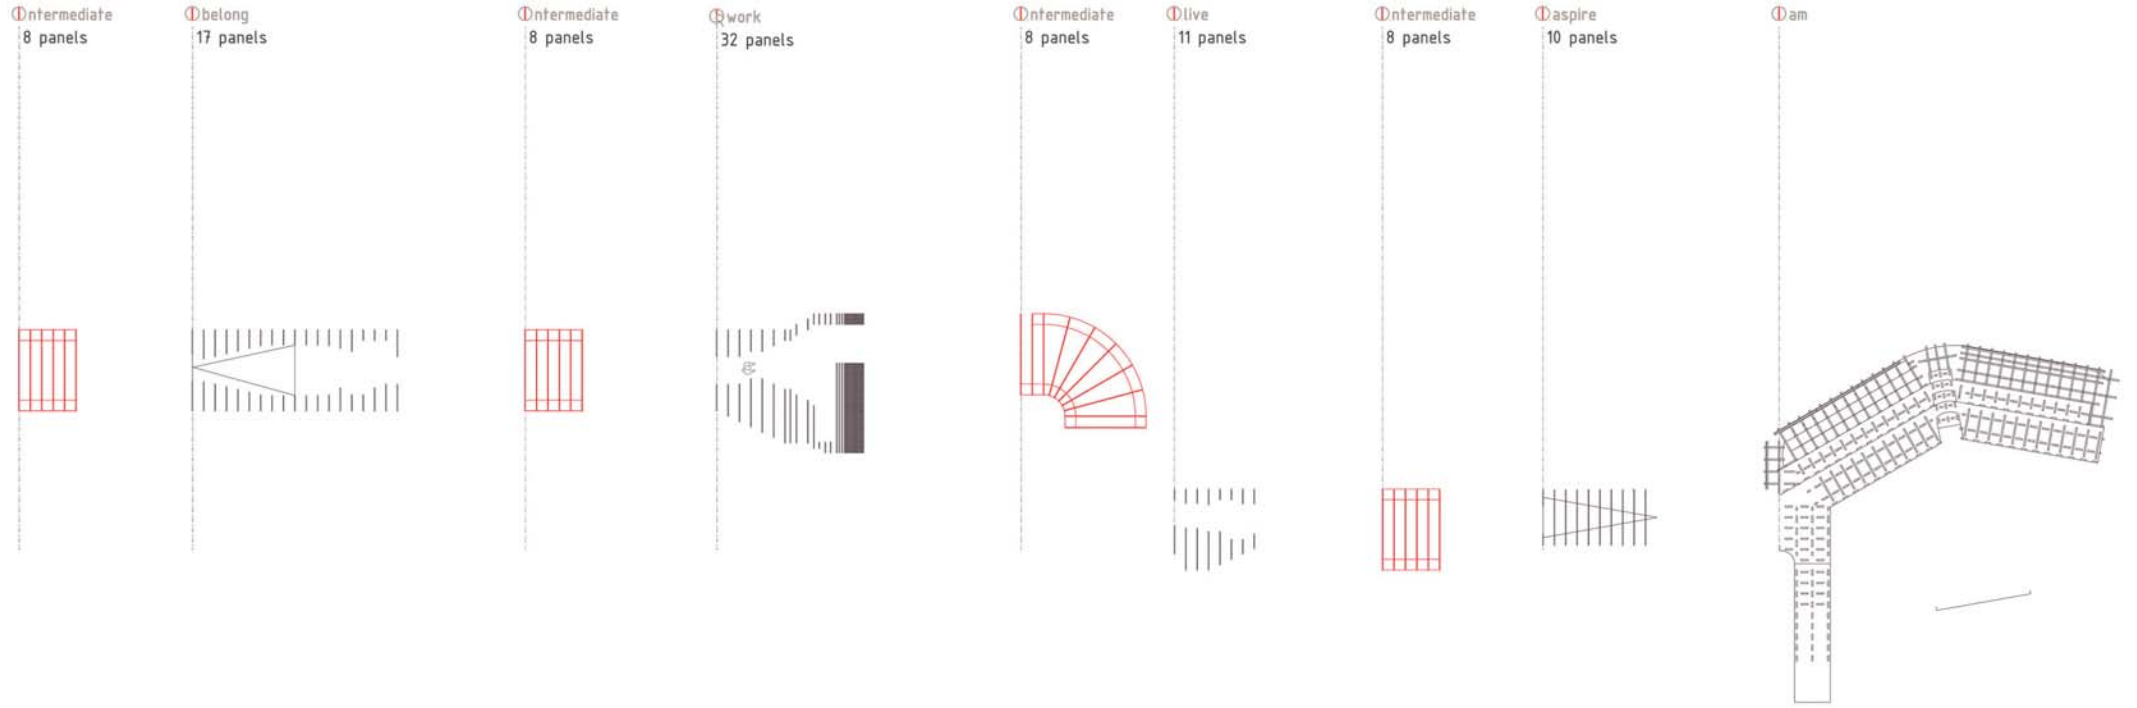 Intermediate
8 panels
I belong
17 panels
Intermediate
8 panels
I work
32 panels
Intermediate
8 panels
I live
11 panels
Intermediate
8 panels
I aspire
10 panels
I am